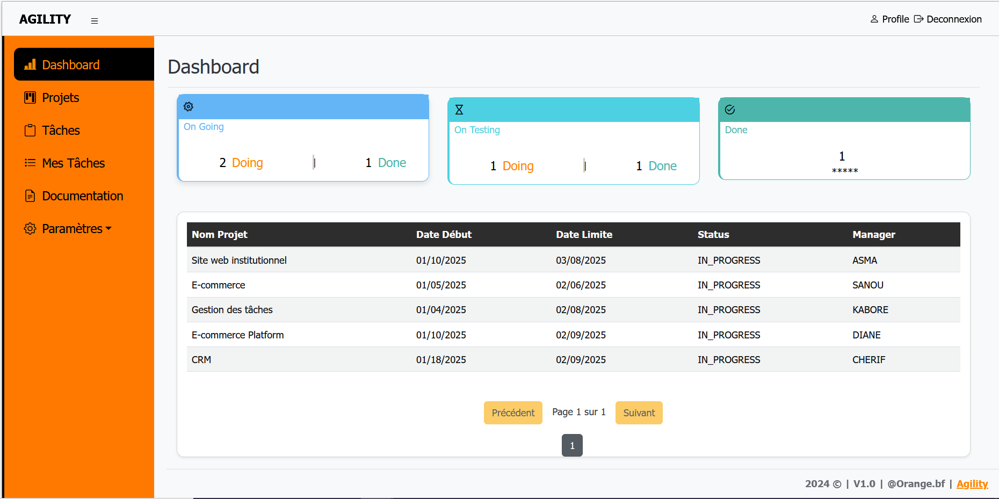 AGILITY
Profile Deconnexion
Dashboard
Projets
Tâches
Mes Tâches
Documentation
Paramètres
Dashboard
On Going
2 Doing | 1 Done
On Testing
1 Doing | 1 Done
Done
1
*****
Nom Projet Date Début Date Limite Status Manager
Site web institutionnel 01/10/2025 03/08/2025 IN_PROGRESS ASMA
E-commerce 01/05/2025 02/06/2025 IN_PROGRESS SANOU
Gestion des tâches 01/04/2025 02/08/2025 IN_PROGRESS KABORE
E-commerce Platform 01/10/2025 02/09/2025 IN_PROGRESS DIANE
CRM 01/18/2025 02/09/2025 IN_PROGRESS CHERIF
Précédent Page 1 sur 1 Suivant
1
2024 © | V1.0 | @Orange.bf | Agility